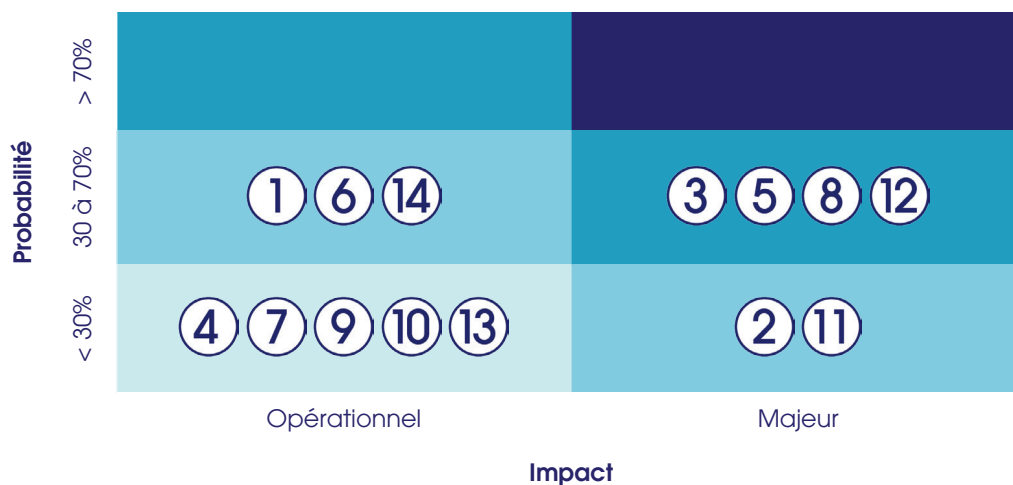 > 70%
Probabilité
30 à 70%
1 6 14
3 5 8 12
< 30%
4 7 9 10 13
2 11
Opérationnel
Majeur
Impact